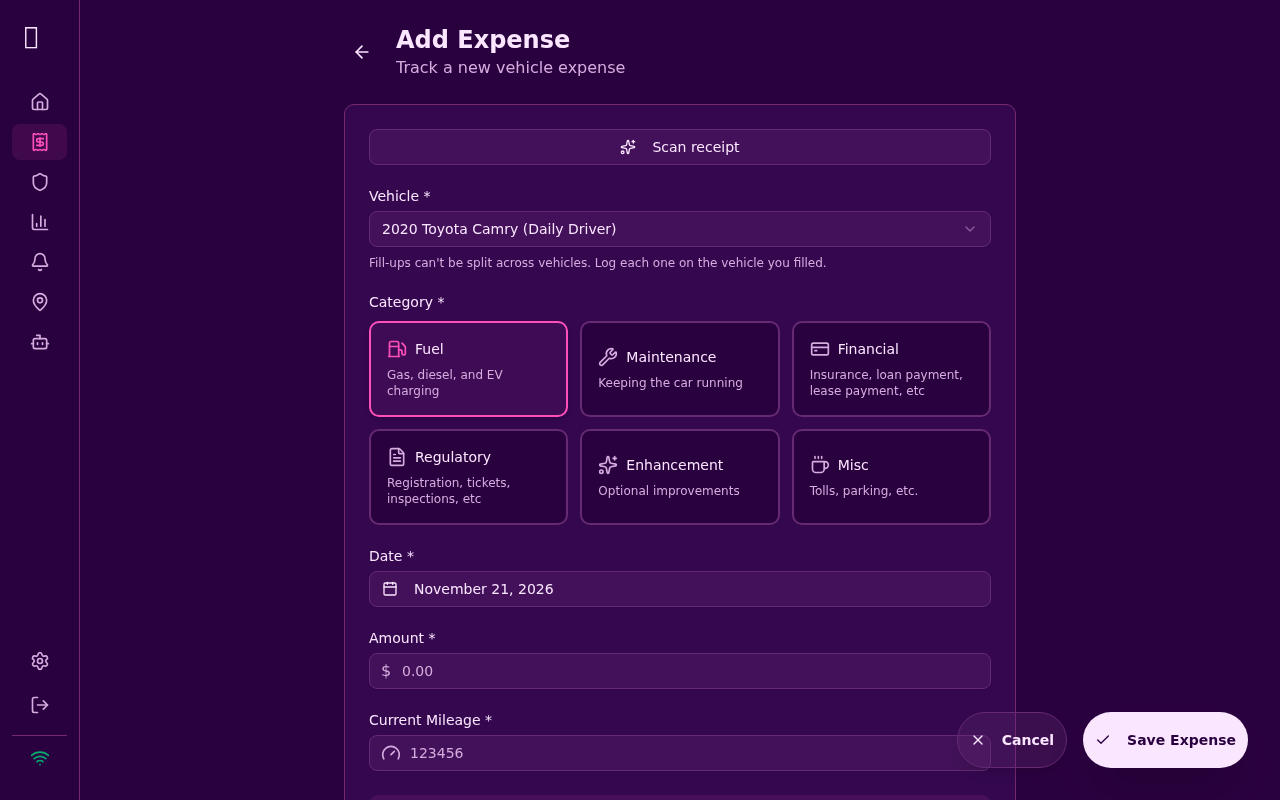 Add Expense
Track a new vehicle expense
Scan receipt
Vehicle *
2020 Toyota Camry (Daily Driver)
Fill-ups can't be split across vehicles. Log each one on the vehicle you filled.
Category *
Fuel
Gas, diesel, and EV
charging
Maintenance
Keeping the car running
Financial
Insurance, loan payment,
lease payment, etc
Regulatory
Registration, tickets,
inspections, etc
Enhancement
Optional improvements
Misc
Tolls, parking, etc.
Date *
November 21, 2026
Amount *
$ 0.00
Current Mileage *
123456
Cancel
Save Expense